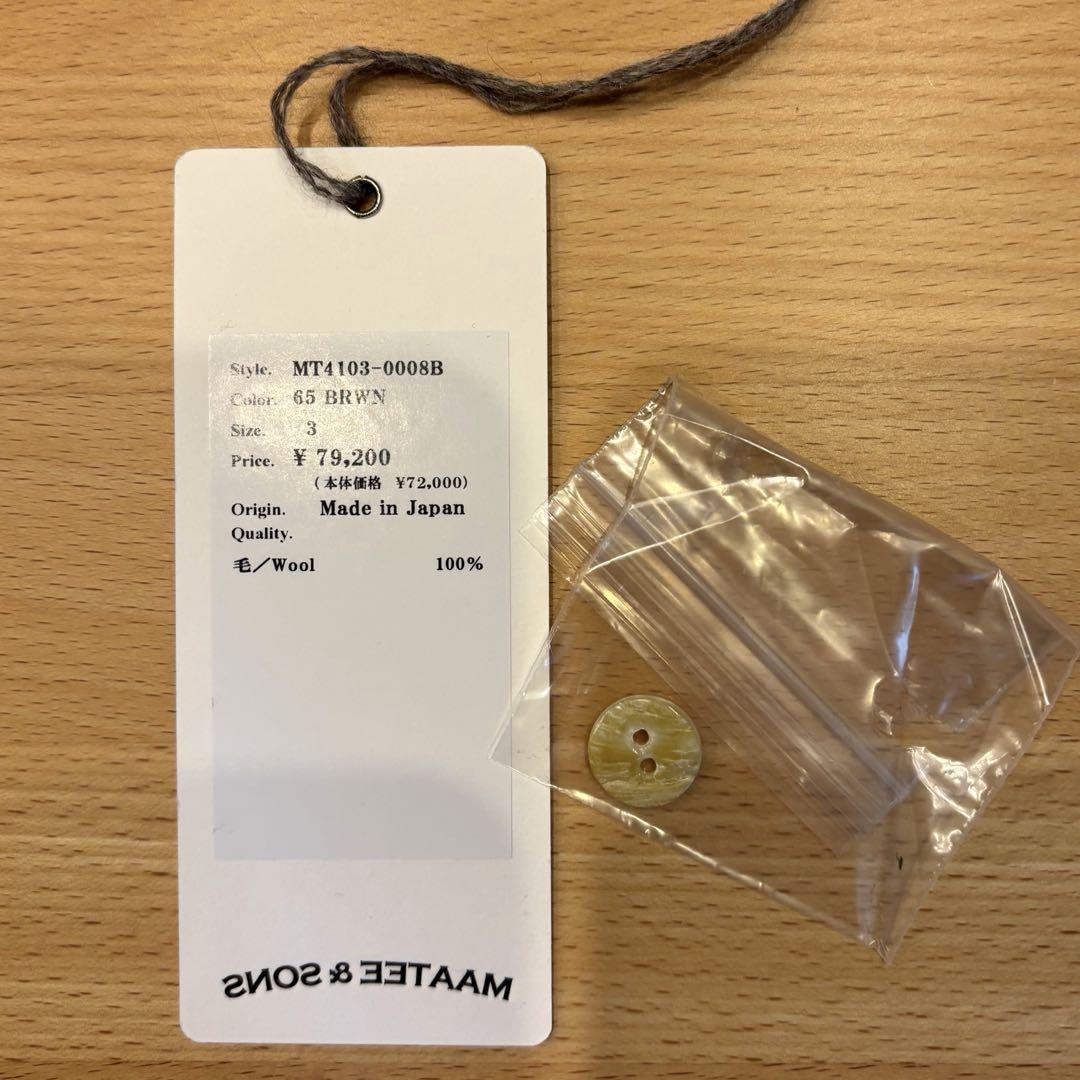 Style. MT4103-0008B
Color. 65 BRWN
Size. 3
Price. ¥ 79,200
(本体価格 ¥72,000)
Origin. Made in Japan
Quality.
毛/Wool 100%
MAATEE & SONS